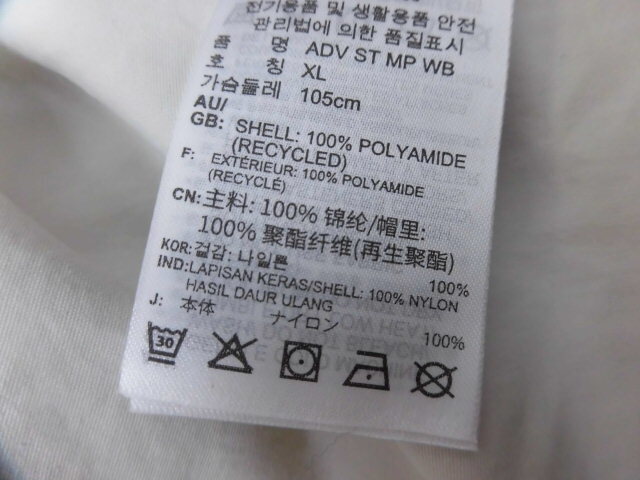 전기용품 및 생활용품 안전
관리법에 의한 품질표시
품 명 ADV ST MP WB
호 칭 XL
가슴둘레 105cm
AU/
GB: SHELL: 100% POLYAMIDE
(RECYCLED)
F: EXTÉRIEUR: 100% POLYAMIDE
(RECYCLÉ)
CN: 主料: 100% 锦纶/帽里:
100% 聚酯纤维(再生聚酯)
KOR: 겉감: 나일론 100%
IND: LAPISAN KERAS/SHELL: 100% NYLON
HASIL DAUR ULANG
J: 本体 ナイロン 100%
30